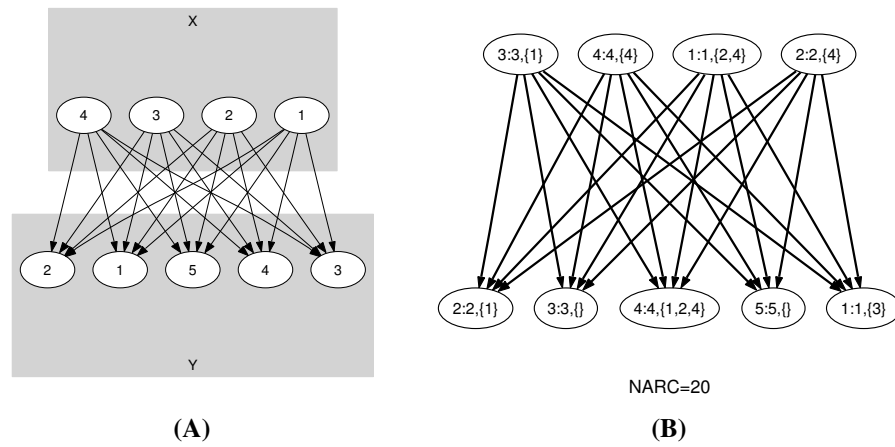 X
4 3 2 1
2 1 5 4 3
Y
(A)
3:3,{1} 4:4,{4} 1:1,{2,4} 2:2,{4}
2:2,{1} 3:3,{} 4:4,{1,2,4} 5:5,{} 1:1,{3}
NARC=20
(B)